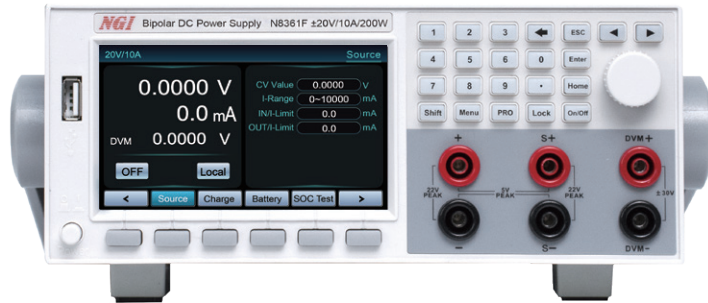 NGI Bipolar DC Power Supply N8361F ±20V/10A/200W
20V/10A Source
0.0000 V
0.0 mA
DVM 0.0000 V
CV Value 0.0000 V
I-Range 0~10000 mA
IN/I-Limit 0.0 mA
OUT/I-Limit 0.0 mA
OFF Local
< Source Charge Battery SOC Test >
1 2 3 ESC
4 5 6 0 Enter
7 8 9 . Home
Shift Menu PRO Lock On/Off
+ S+ DVM+
22V PEAK 5V PEAK 22V PEAK ±30V
− S− DVM−